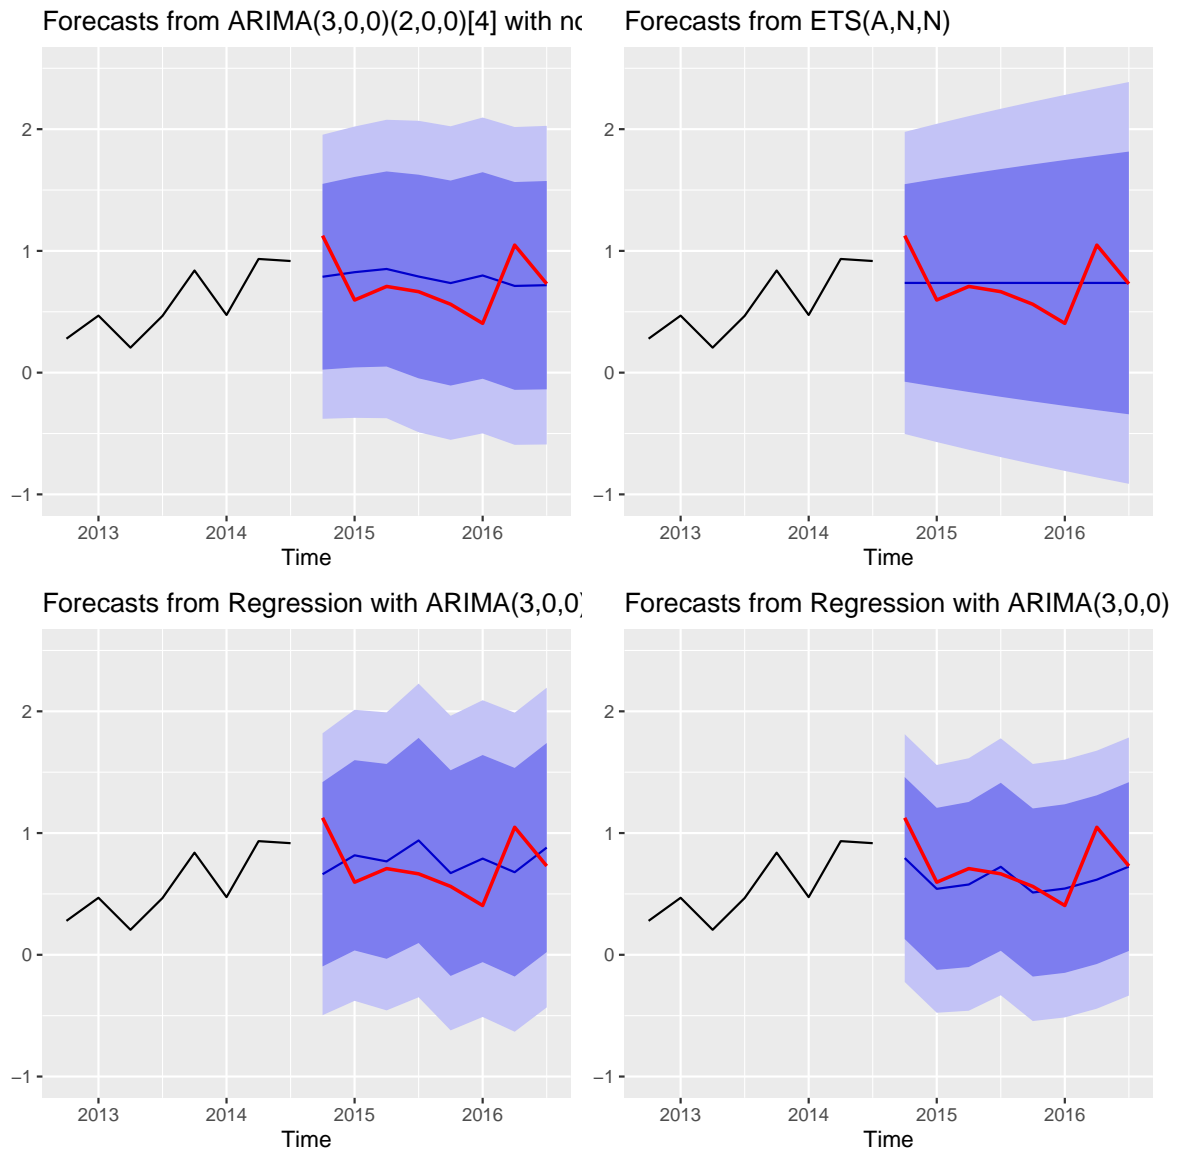 Forecasts from ARIMA(3,0,0)(2,0,0)[4] with no
2
1
0
−1
2013 2014 2015 2016
Time
Forecasts from ETS(A,N,N)
2
1
0
−1
2013 2014 2015 2016
Time
Forecasts from Regression with ARIMA(3,0,0)
2
1
0
−1
2013 2014 2015 2016
Time
Forecasts from Regression with ARIMA(3,0,0)
2
1
0
−1
2013 2014 2015 2016
Time